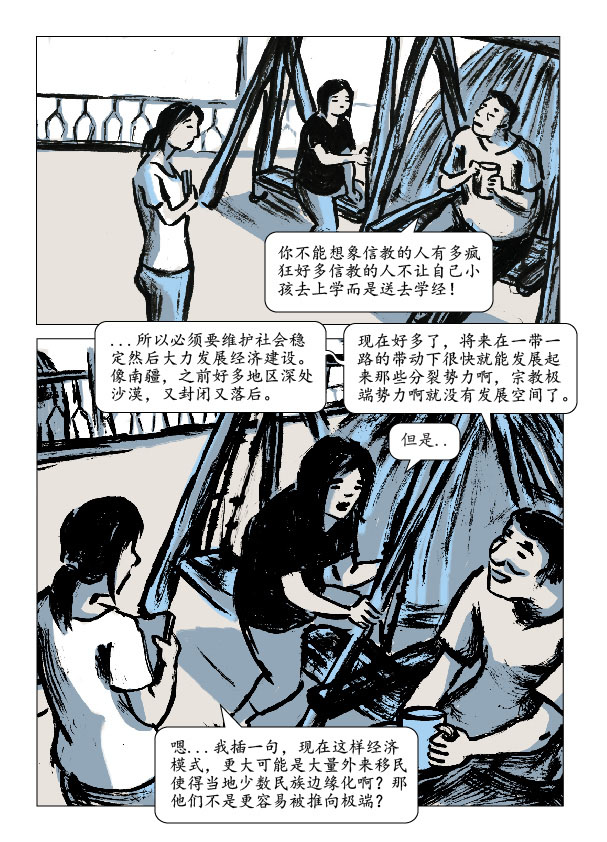 你不能想象信教的人有多疯
狂好多信教的人不让自己小
孩去上学而是送去学经！
...所以必须要维护社会稳
定然后大力发展经济建设。
像南疆，之前好多地区深处
沙漠，又封闭又落后。
现在好多了，将来在一带一
路的带动下很快就能发展起
来那些分裂势力啊，宗教极
端势力啊就没有发展空间了。
但是..
嗯...我插一句，现在这样经济
模式，更大可能是大量外来移民
使得当地少数民族边缘化啊？那
他们不是更容易被推向极端？